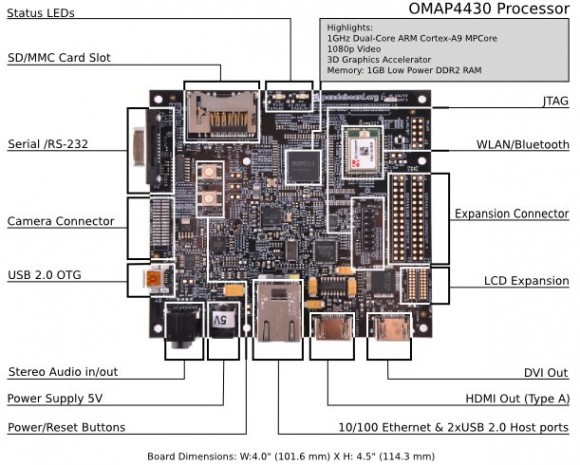 OMAP4430 Processor
Highlights:
1GHz Dual-Core ARM Cortex-A9 MPCore
1080p Video
3D Graphics Accelerator
Memory: 1GB Low Power DDR2 RAM
Status LEDs
SD/MMC Card Slot
Serial /RS-232
Camera Connector
USB 2.0 OTG
Stereo Audio in/out
Power Supply 5V
Power/Reset Buttons
JTAG
WLAN/Bluetooth
Expansion Connector
LCD Expansion
DVI Out
HDMI Out (Type A)
10/100 Ethernet & 2xUSB 2.0 Host ports
pandaboard.org
5V
Board Dimensions: W:4.0" (101.6 mm) X H: 4.5" (114.3 mm)